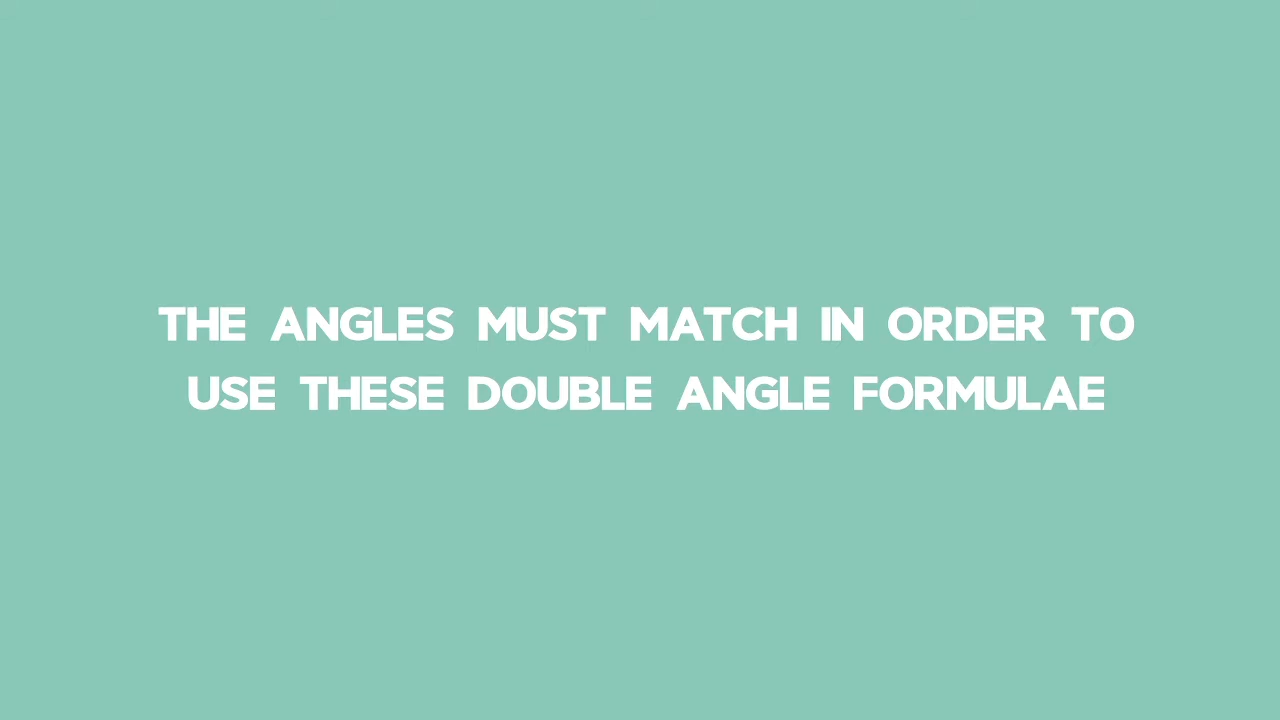 THE ANGLES MUST MATCH IN ORDER TO
USE THESE DOUBLE ANGLE FORMULAE